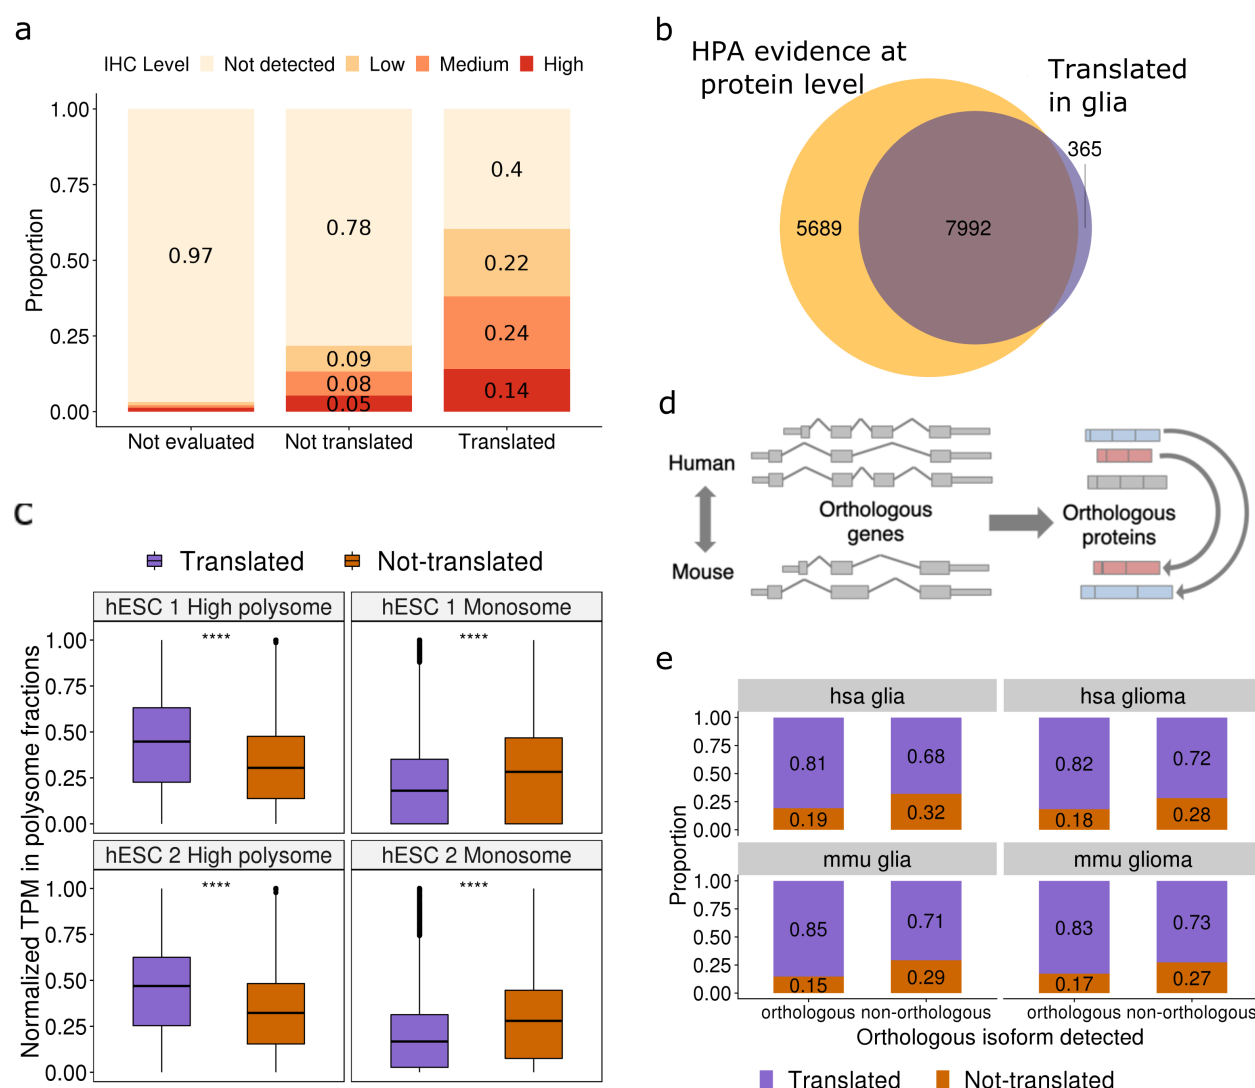 a
IHC Level Not detected Low Medium High
Proportion
1.00
0.75
0.50
0.25
0.00
0.97
0.78
0.09
0.08
0.05
0.4
0.22
0.24
0.14
Not evaluated Not translated Translated
b
HPA evidence at
protein level
Translated
in glia
365
5689
7992
c
Translated Not-translated
Normalized TPM in polysome fractions
hESC 1 High polysome hESC 1 Monosome
1.00
0.75
0.50
0.25
0.00
**** ****
hESC 2 High polysome hESC 2 Monosome
1.00
0.75
0.50
0.25
0.00
**** ****
d
Human
Mouse
Orthologous
genes
Orthologous
proteins
e
Proportion
hsa glia hsa glioma
1.00
0.75
0.50
0.25
0.00
0.81 0.68 0.82 0.72
0.19 0.32 0.18 0.28
mmu glia mmu glioma
1.00
0.75
0.50
0.25
0.00
0.85 0.71 0.83 0.73
0.15 0.29 0.17 0.27
orthologous non-orthologous orthologous non-orthologous
Orthologous isoform detected
Translated Not-translated